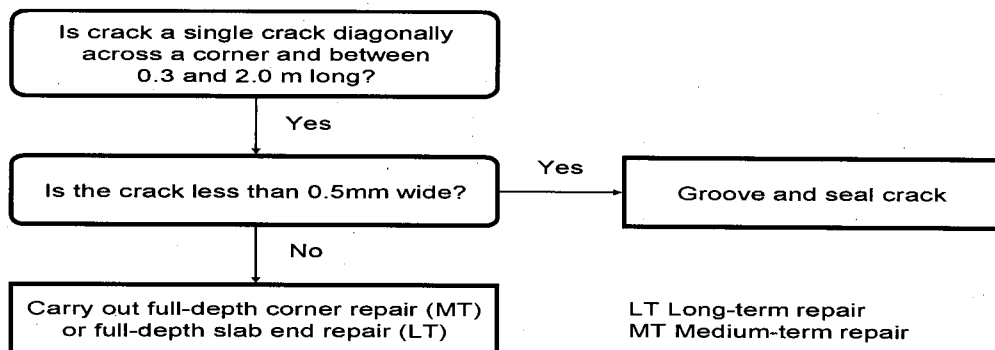 Is crack a single crack diagonally
across a corner and between
0.3 and 2.0 m long?
Yes
Is the crack less than 0.5mm wide?
Yes
Groove and seal crack
No
Carry out full-depth corner repair (MT)
or full-depth slab end repair (LT)
LT Long-term repair
MT Medium-term repair